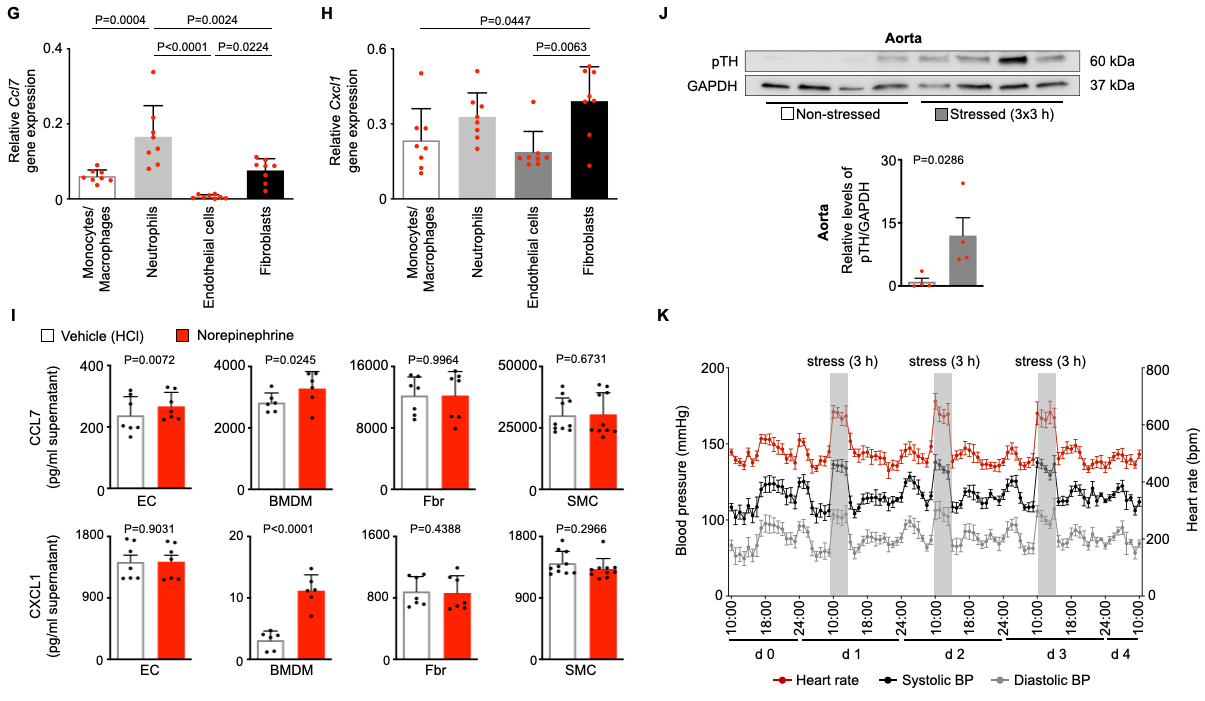 G
P=0.0004
P=0.0024
P<0.0001
P=0.0224
Relative Ccl7
gene expression
0.4
0.2
0
Monocytes/
Macrophages
Neutrophils
Endothelial cells
Fibroblasts
H
P=0.0447
P=0.0063
Relative Cxcl1
gene expression
0.6
0.3
0
Monocytes/
Macrophages
Neutrophils
Endothelial cells
Fibroblasts
J
Aorta
pTH
60 kDa
GAPDH
37 kDa
Non-stressed
Stressed (3x3 h)
P=0.0286
Aorta
Relative levels of
pTH/GAPDH
30
15
0
I
Vehicle (HCl)
Norepinephrine
CCL7
(pg/ml supernatant)
P=0.0072
400
200
0
EC
P=0.0245
4000
2000
0
BMDM
P=0.9964
16000
8000
0
Fbr
P=0.6731
50000
25000
0
SMC
CXCL1
(pg/ml supernatant)
P=0.9031
1800
900
0
EC
P<0.0001
20
10
0
BMDM
P=0.4388
1600
800
0
Fbr
P=0.2966
1800
900
0
SMC
K
stress (3 h)
stress (3 h)
stress (3 h)
Blood pressure (mmHg)
200
150
100
0
Heart rate (bpm)
800
600
400
200
0
10:00
18:00
24:00
10:00
18:00
24:00
10:00
18:00
24:00
10:00
18:00
24:00
10:00
d 0
d 1
d 2
d 3
d 4
Heart rate
Systolic BP
Diastolic BP